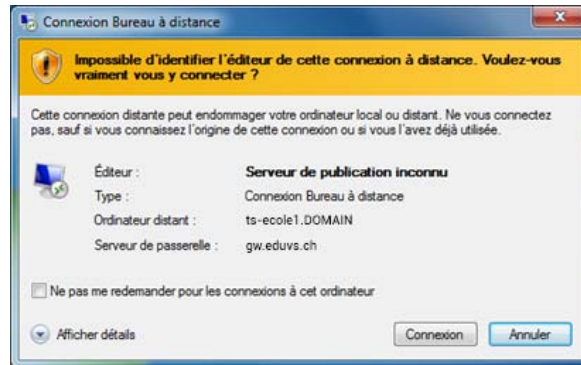 Connexion Bureau à distance
Impossible d'identifier l'éditeur de cette connexion à distance. Voulez-vous
vraiment vous y connecter ?
Cette connexion distante peut endommager votre ordinateur local ou distant. Ne vous connectez
pas, sauf si vous connaissez l'origine de cette connexion ou si vous l'avez déjà utilisée.
Éditeur : Serveur de publication inconnu
Type : Connexion Bureau à distance
Ordinateur distant : ts-ecole1.DOMAIN
Serveur de passerelle : gw.eduvs.ch
Ne pas me redemander pour les connexions à cet ordinateur
Afficher détails Connexion Annuler